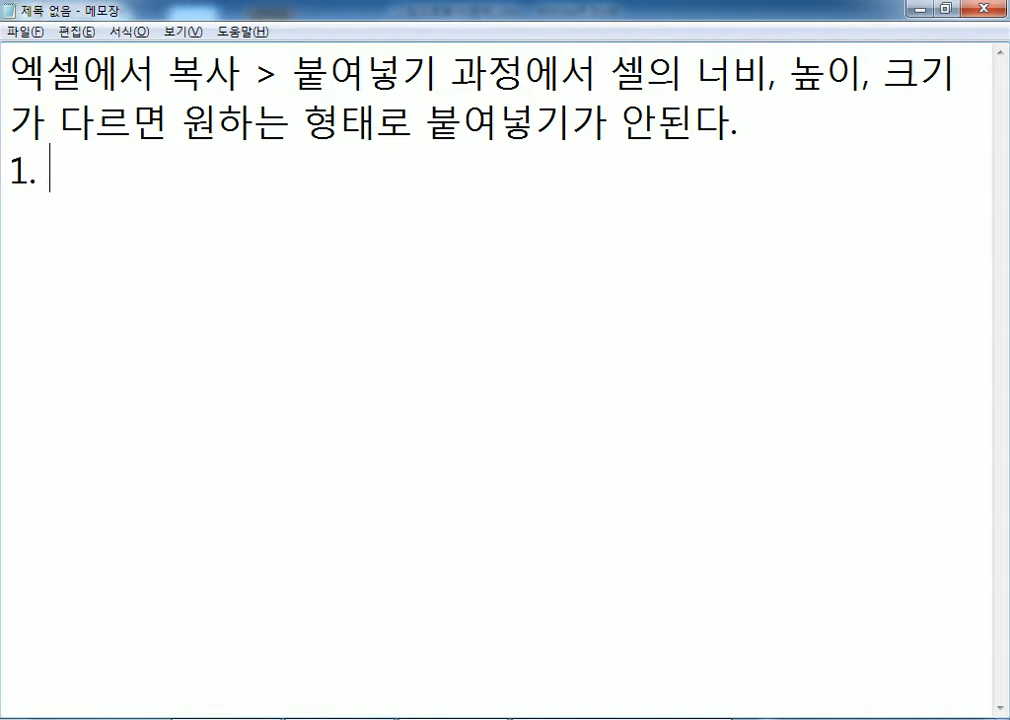 제목 없음 - 메모장
파일(F) 편집(E) 서식(O) 보기(V) 도움말(H)
엑셀에서 복사 > 붙여넣기 과정에서 셀의 너비, 높이, 크기
가 다르면 원하는 형태로 붙여넣기가 안된다.
1.